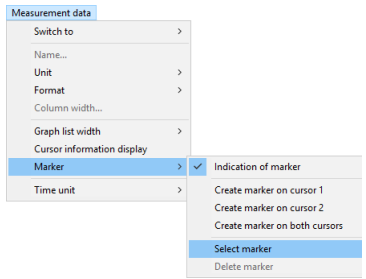 Measurement data
Switch to
Name...
Unit
Format
Column width...
Graph list width
Cursor information display
Marker
Time unit
Indication of marker
Create marker on cursor 1
Create marker on cursor 2
Create marker on both cursors
Select marker
Delete marker